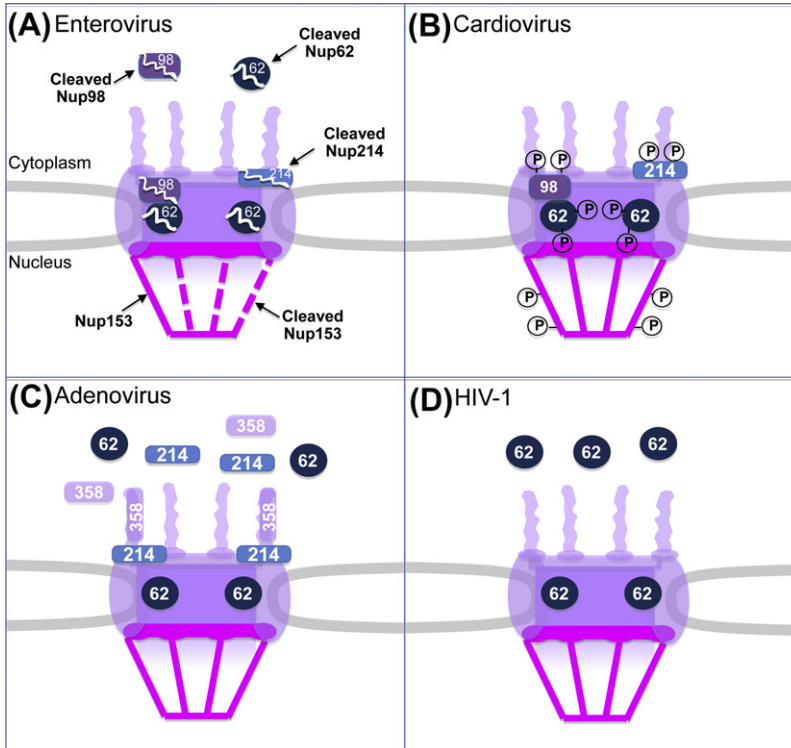 (A) Enterovirus
98
Cleaved
Nup98
62
Cleaved
Nup62
Cleaved
Nup214
Cytoplasm
98
214
62
62
Nucleus
Nup153
Cleaved
Nup153
(B) Cardiovirus
P
P
P
P
98
214
62
P
P
62
P
P
P
P
P
P
(C) Adenovirus
358
62
214
214
62
358
358
358
214
214
62
62
(D) HIV-1
62
62
62
62
62